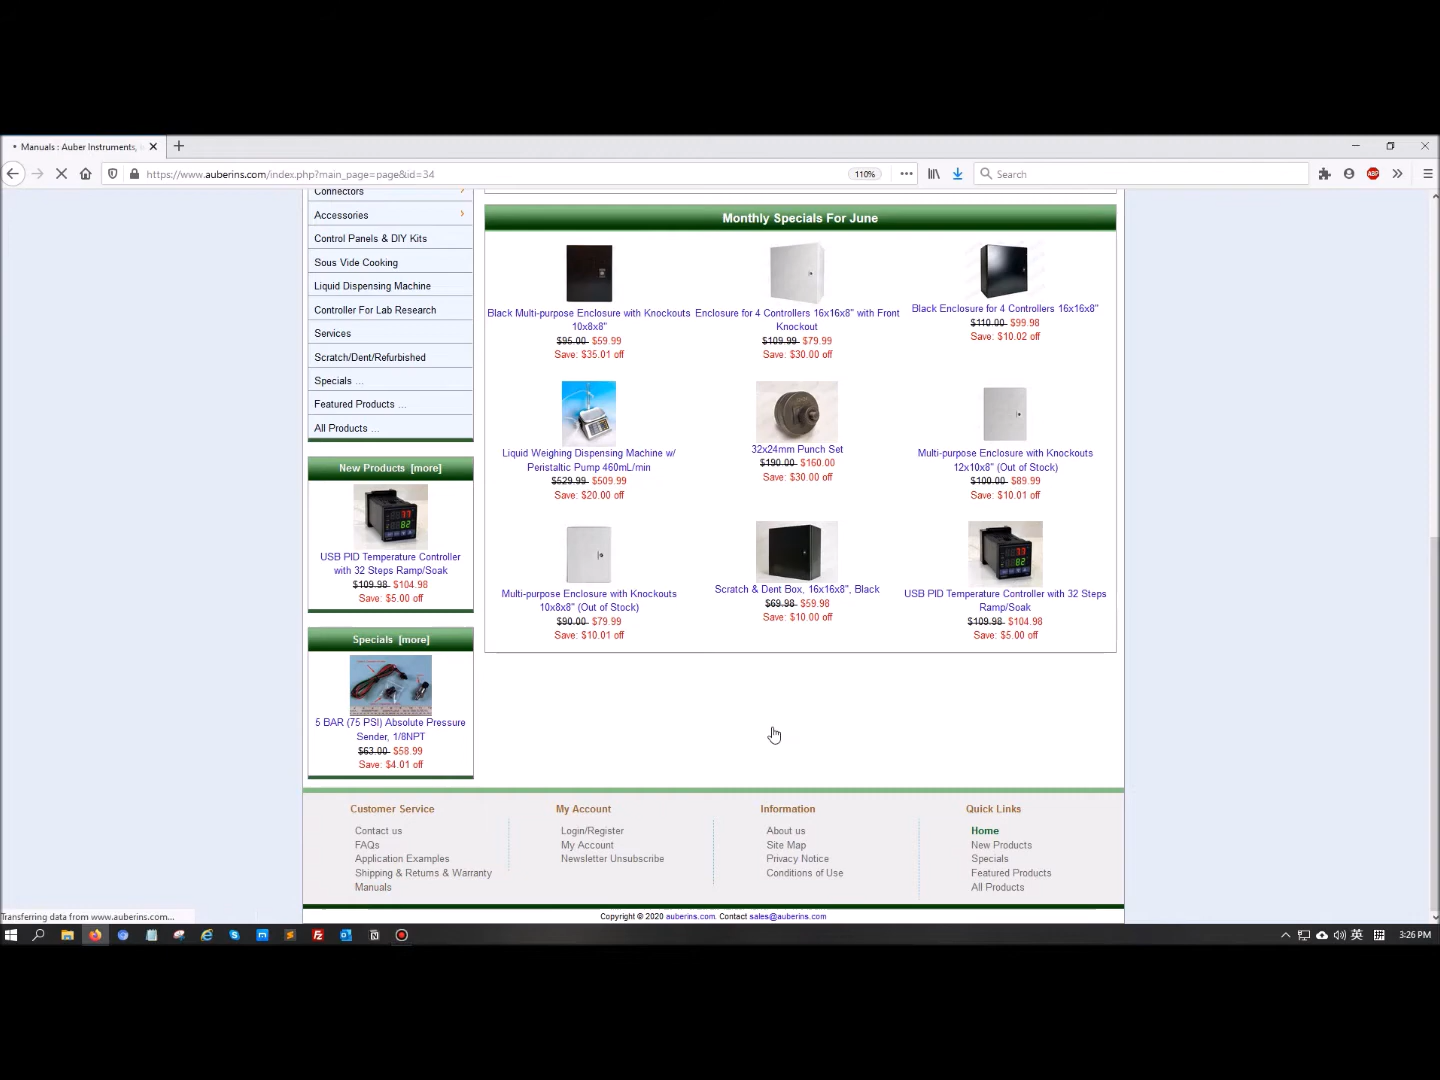 Manuals : Auber Instruments,
https://www.auberins.com/index.php?main_page=page&id=34
110%
Search
ABP
Connectors
Accessories
Control Panels & DIY Kits
Sous Vide Cooking
Liquid Dispensing Machine
Controller For Lab Research
Services
Scratch/Dent/Refurbished
Specials ...
Featured Products ...
All Products ...
New Products [more]
USB PID Temperature Controller
with 32 Steps Ramp/Soak
$109.98 $104.98
Save: $5.00 off
Specials [more]
5 BAR (75 PSI) Absolute Pressure
Sender, 1/8NPT
$63.00 $58.99
Save: $4.01 off
Monthly Specials For June
Black Multi-purpose Enclosure with Knockouts
10x8x8"
$95.00 $59.99
Save: $35.01 off
Enclosure for 4 Controllers 16x16x8" with Front
Knockout
$109.99 $79.99
Save: $30.00 off
Black Enclosure for 4 Controllers 16x16x8"
$110.00 $99.98
Save: $10.02 off
Liquid Weighing Dispensing Machine w/
Peristaltic Pump 460mL/min
$529.99 $509.99
Save: $20.00 off
32x24mm Punch Set
$190.00 $160.00
Save: $30.00 off
Multi-purpose Enclosure with Knockouts
12x10x8" (Out of Stock)
$100.00 $89.99
Save: $10.01 off
Multi-purpose Enclosure with Knockouts
10x8x8" (Out of Stock)
$90.00 $79.99
Save: $10.01 off
Scratch & Dent Box, 16x16x8", Black
$69.98 $59.98
Save: $10.00 off
USB PID Temperature Controller with 32 Steps
Ramp/Soak
$109.98 $104.98
Save: $5.00 off
Customer Service
Contact us
FAQs
Application Examples
Shipping & Returns & Warranty
Manuals
My Account
Login/Register
My Account
Newsletter Unsubscribe
Information
About us
Site Map
Privacy Notice
Conditions of Use
Quick Links
Home
New Products
Specials
Featured Products
All Products
Transferring data from www.auberins.com...
Copyright © 2020 auberins.com. Contact sales@auberins.com
英
3:26 PM